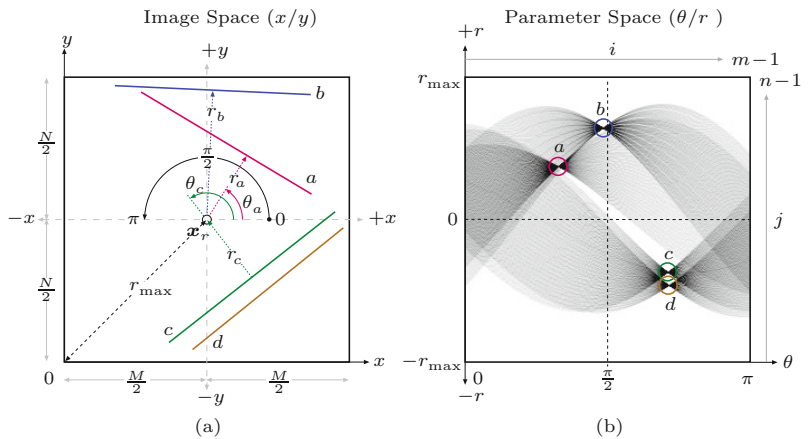 Image Space (x/y)
y
+y
b
r_b
N/2
π/2
a
θ_c
r_a
θ_a
−x
π
0
+x
x_r
r_c
N/2
r_max
c
d
0
M/2
M/2
x
−y
(a)
Parameter Space (θ/r )
+r
i
m−1
n−1
r_max
b
a
0
j
c
d
−r_max
0
π/2
π
θ
−r
(b)